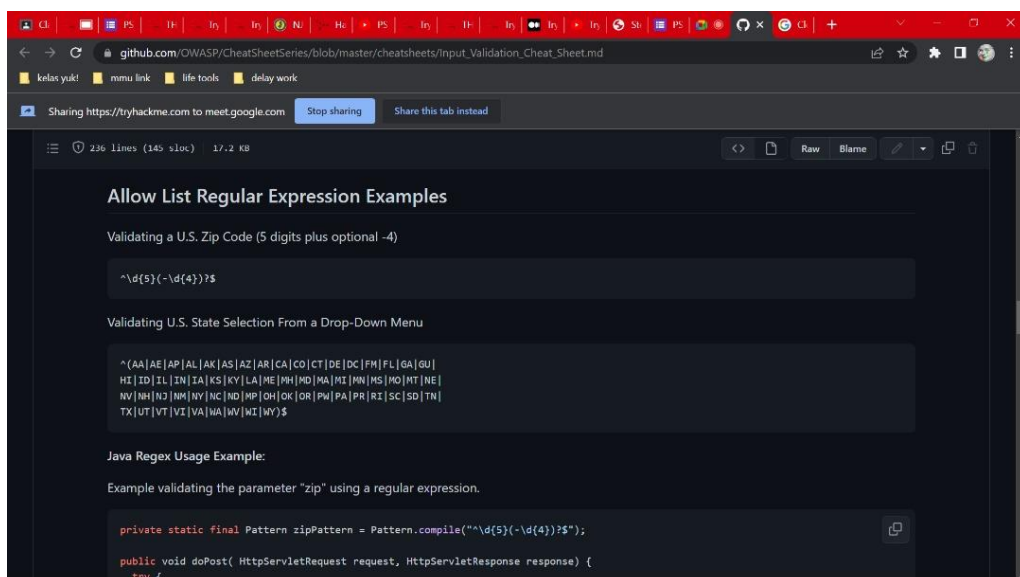 PS
github.com/OWASP/CheatSheetSeries/blob/master/cheatsheets/Input_Validation_Cheat_Sheet.md
kelas yuk! mmu link life tools delay work
Sharing https://tryhackme.com to meet.google.com Stop sharing Share this tab instead
236 lines (145 sloc) 17.2 KB Raw Blame
Allow List Regular Expression Examples
Validating a U.S. Zip Code (5 digits plus optional -4)
^\d{5}(-\d{4})?$
Validating U.S. State Selection From a Drop-Down Menu
^(AA|AE|AP|AL|AK|AS|AZ|AR|CA|CO|CT|DE|DC|FM|FL|GA|GU|
HI|ID|IL|IN|IA|KS|KY|LA|ME|MH|MD|MA|MI|MN|MS|MO|MT|NE|
NV|NH|NJ|NM|NY|NC|ND|MP|OH|OK|OR|PW|PA|PR|RI|SC|SD|TN|
TX|UT|VT|VI|VA|WA|WV|WI|WY)$
Java Regex Usage Example:
Example validating the parameter "zip" using a regular expression.
private static final Pattern zipPattern = Pattern.compile("^\d{5}(-\d{4})?$");
public void doPost( HttpServletRequest request, HttpServletResponse response) {
try {